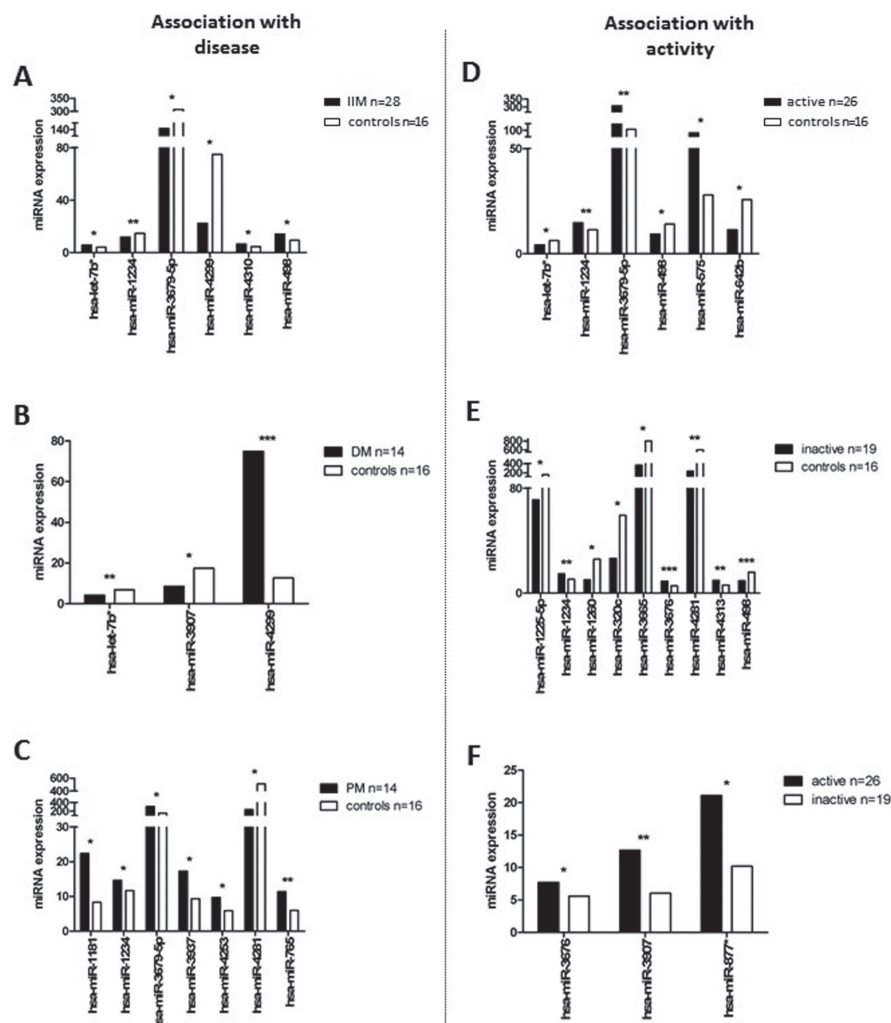 Association with
disease
A
miRNA expression
350
300
140
80
40
0
*
**
*
*
*
*
IIM n=28
controls n=16
hsa-let-7b*
hsa-miR-1234
hsa-miR-3679-5p
hsa-miR-4299
hsa-miR-4310
hsa-miR-498
B
miRNA expression
80
60
40
20
0
**
*
***
DM n=14
controls n=16
hsa-let-7b*
hsa-miR-3907
hsa-miR-4299
C
miRNA expression
600
400
400
200
30
20
10
0
*
*
*
*
*
*
**
PM n=14
controls n=16
hsa-miR-1181
hsa-miR-1234
hsa-miR-3679-5p
hsa-miR-3937
hsa-miR-4263
hsa-miR-4281
hsa-miR-765
Association with
activity
D
miRNA expression
350
300
100
50
0
*
**
**
*
*
*
active n=26
controls n=16
hsa-let-7b*
hsa-miR-1234
hsa-miR-3679-5p
hsa-miR-498
hsa-miR-575
hsa-miR-642b
E
miRNA expression
800
600
400
200
80
0
*
**
*
*
*
***
**
**
***
inactive n=19
controls n=16
hsa-miR-1225-5p
hsa-miR-1234
hsa-miR-1260
hsa-miR-320c
hsa-miR-3665
hsa-miR-3676
hsa-miR-4281
hsa-miR-4313
hsa-miR-498
F
miRNA expression
25
20
15
10
5
0
*
**
*
active n=26
inactive n=19
hsa-miR-3676
hsa-miR-3907
hsa-miR-877*